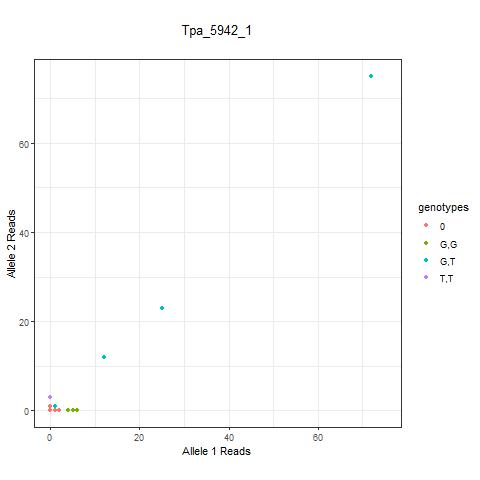 Tpa_5942_1
Allele 2 Reads
60
40
20
0
0
20
40
60
Allele 1 Reads
genotypes
0
G,G
G,T
T,T